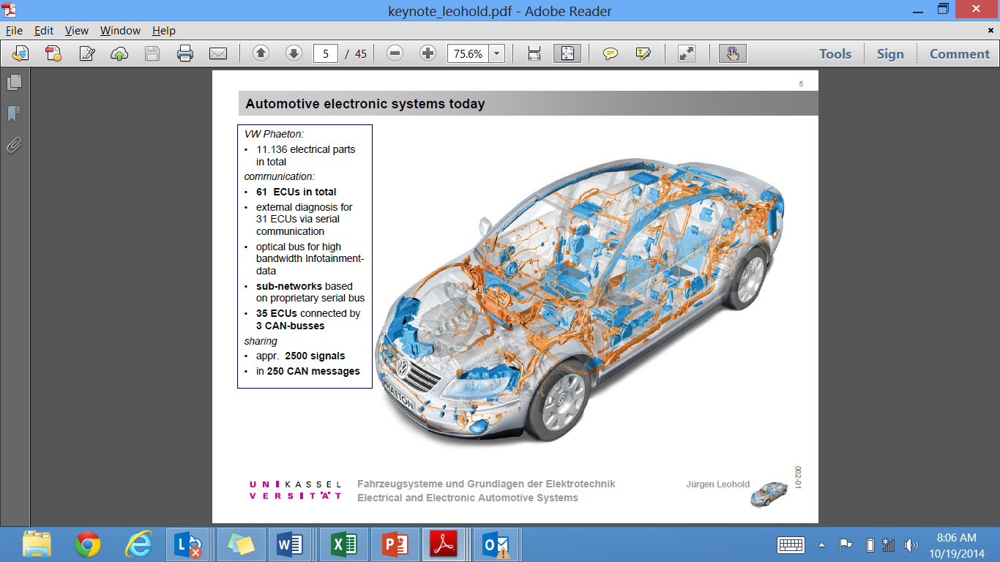 keynote_leohold.pdf - Adobe Reader
File Edit View Window Help
5 / 45
75.6%
Tools Sign Comment
5
Automotive electronic systems today
VW Phaeton:
• 11.136 electrical parts
in total
communication:
• 61 ECUs in total
• external diagnosis for
31 ECUs via serial
communication
• optical bus for high
bandwidth Infotainment-
data
• sub-networks based
on proprietary serial bus
• 35 ECUs connected by
3 CAN-busses
sharing
• appr. 2500 signals
• in 250 CAN messages
PHAETON
UNIKASSEL
VERSITÄT
Fahrzeugsysteme und Grundlagen der Elektrotechnik
Electrical and Electronic Automotive Systems
Jürgen Leohold
002-01
8:06 AM
10/19/2014